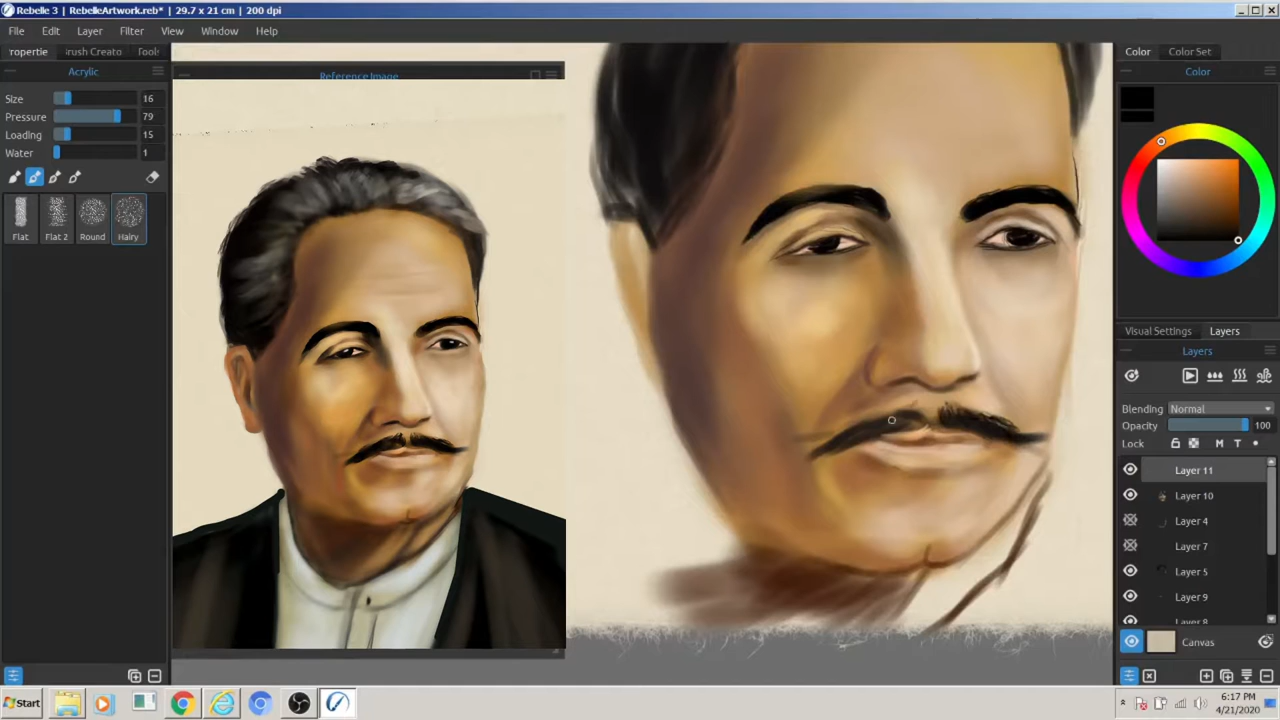 Rebelle 3 | RebelleArtwork.reb* | 29.7 x 21 cm | 200 dpi
File Edit Layer Filter View Window Help
ropertie rush Creato Tools
Acrylic
Size 16
Pressure 79
Loading 15
Water 1
Flat Flat 2 Round Hairy
Reference Image
Color Color Set
Color
Visual Settings Layers
Layers
Blending Normal
Opacity 100
Lock M T
Layer 11
Layer 10
Layer 4
Layer 7
Layer 5
Layer 9
Canvas
Start
6:17 PM
4/21/2020